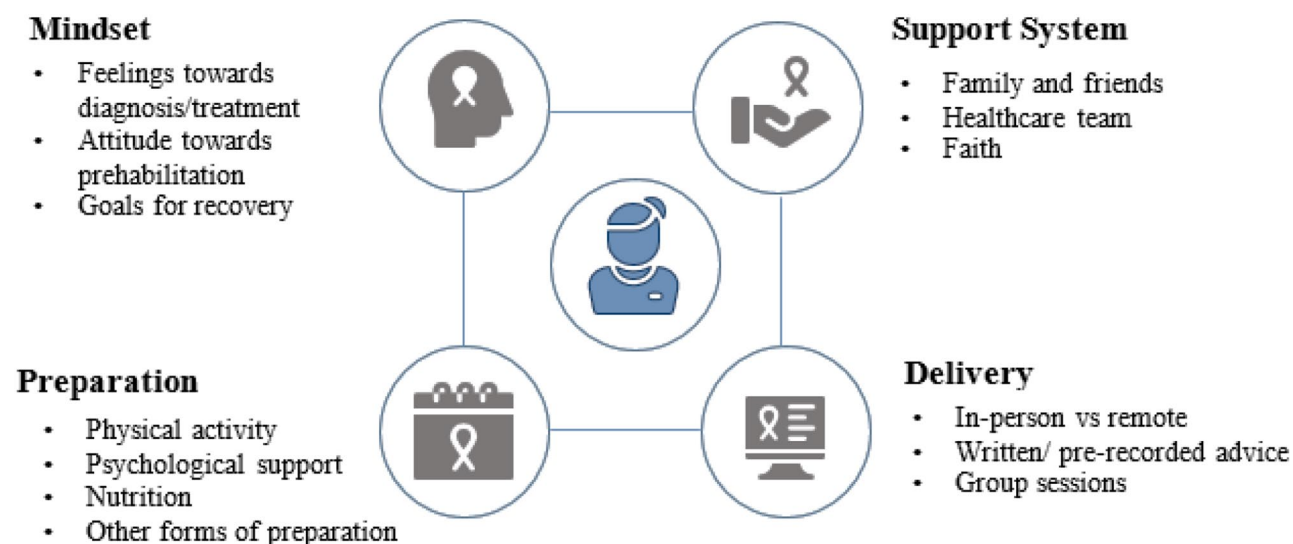 Mindset
• Feelings towards
diagnosis/treatment
• Attitude towards
prehabilitation
• Goals for recovery
Support System
• Family and friends
• Healthcare team
• Faith
Preparation
• Physical activity
• Psychological support
• Nutrition
• Other forms of preparation
Delivery
• In-person vs remote
• Written/ pre-recorded advice
• Group sessions